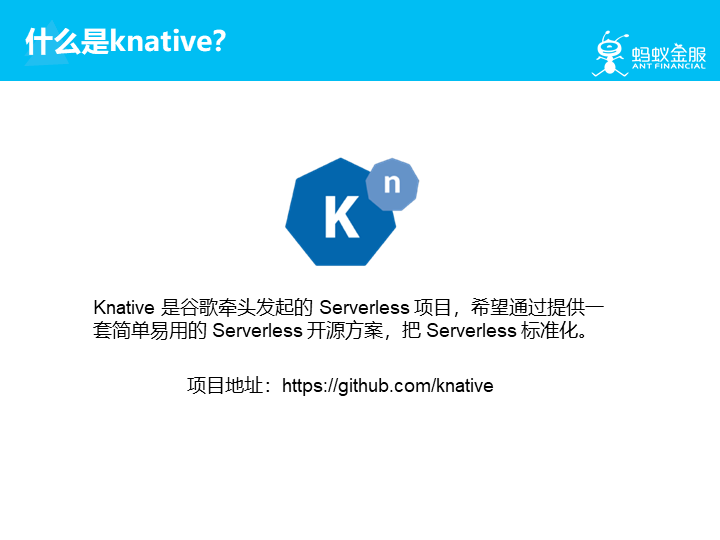 什么是knative？
蚂蚁金服
ANT FINANCIAL
K
n
Knative 是谷歌牵头发起的 Serverless 项目，希望通过提供一
套简单易用的 Serverless 开源方案，把 Serverless 标准化。
项目地址：https://github.com/knative